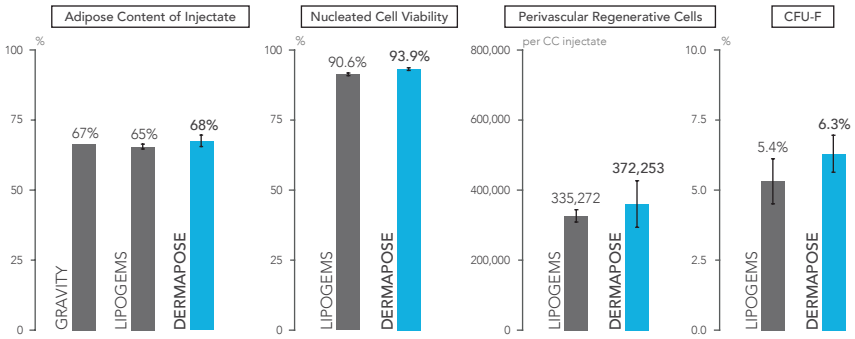 Adipose Content of Injectate
%
100
75
50
25
0
67%
65%
68%
GRAVITY
LIPOGEMS
DERMAPOSE
Nucleated Cell Viability
%
100
75
50
25
0
90.6%
93.9%
LIPOGEMS
DERMAPOSE
Perivascular Regenerative Cells
per CC injectate
800,000
600,000
400,000
200,000
0
335,272
372,253
LIPOGEMS
DERMAPOSE
CFU-F
%
10.0
7.5
5.0
2.5
0.0
5.4%
6.3%
LIPOGEMS
DERMAPOSE